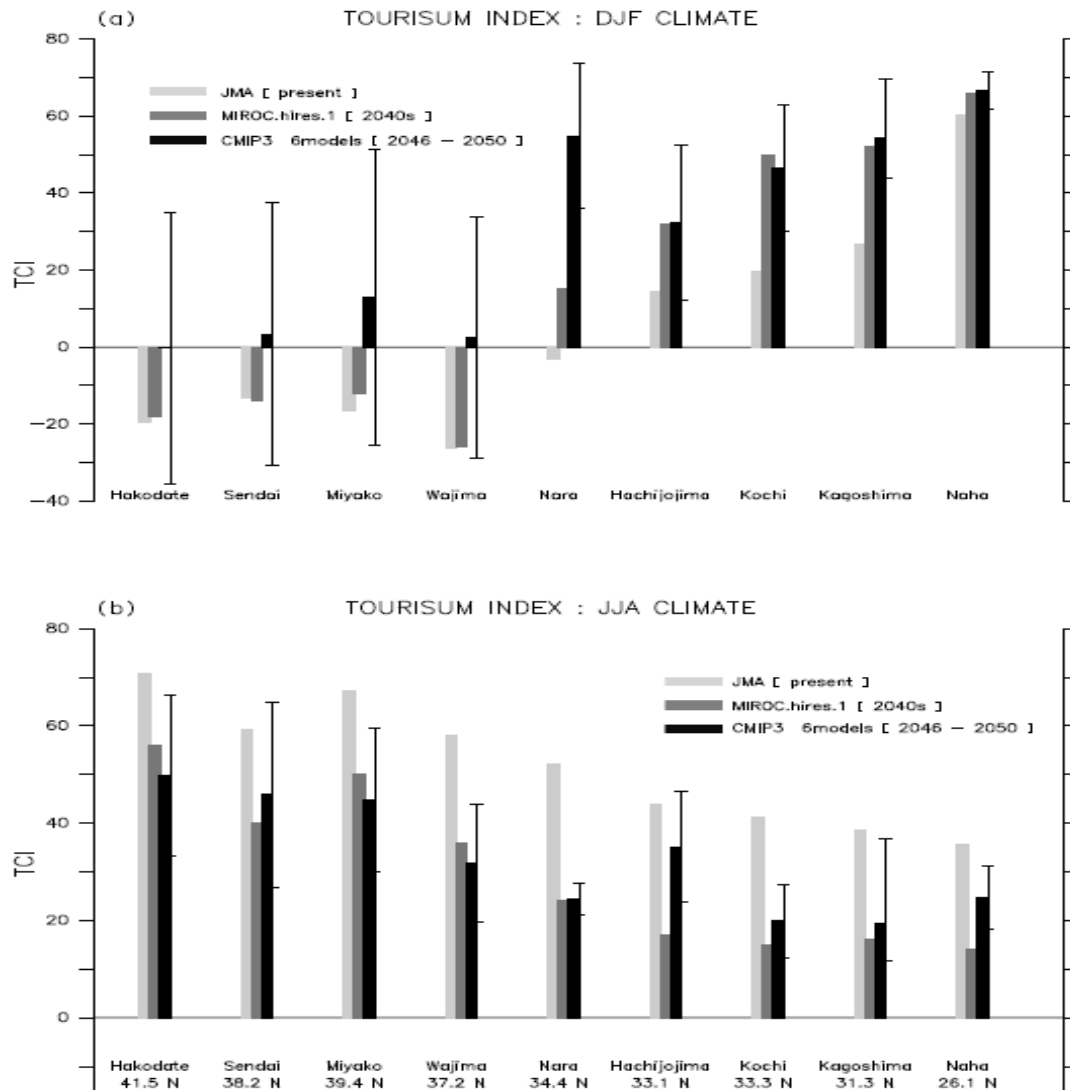 (a) TOURISUM INDEX : DJF CLIMATE
80
JMA [ present ]
MIROC.hires.1 [ 2040s ]
60
CMIP3 6models [ 2046 − 2050 ]
40
TCI
20
0
−20
−40
Hakodate Sendai Miyako Wajima Nara Hachijojima Kochi Kagoshima Naha
(b) TOURISUM INDEX : JJA CLIMATE
80
JMA [ present ]
MIROC.hires.1 [ 2040s ]
CMIP3 6models [ 2046 − 2050 ]
60
40
TCI
20
0
Hakodate Sendai Miyako Wajima Nara Hachijojima Kochi Kagoshima Naha
41.5 N 38.2 N 39.4 N 37.2 N 34.4 N 33.1 N 33.3 N 31.3 N 26.1 N